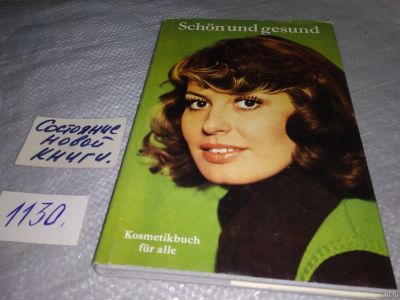 Schön und gesund
Состояние
новой
книги.
1130.
Kosmetikbuch
für alle